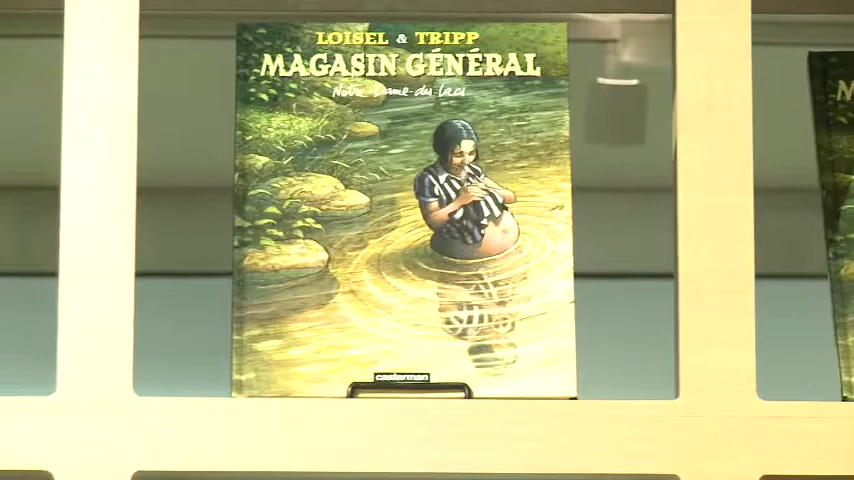 LOISEL & TRIPP
MAGASIN GÉNÉRAL
Notre-Dame-des-Lacs
casterman
M